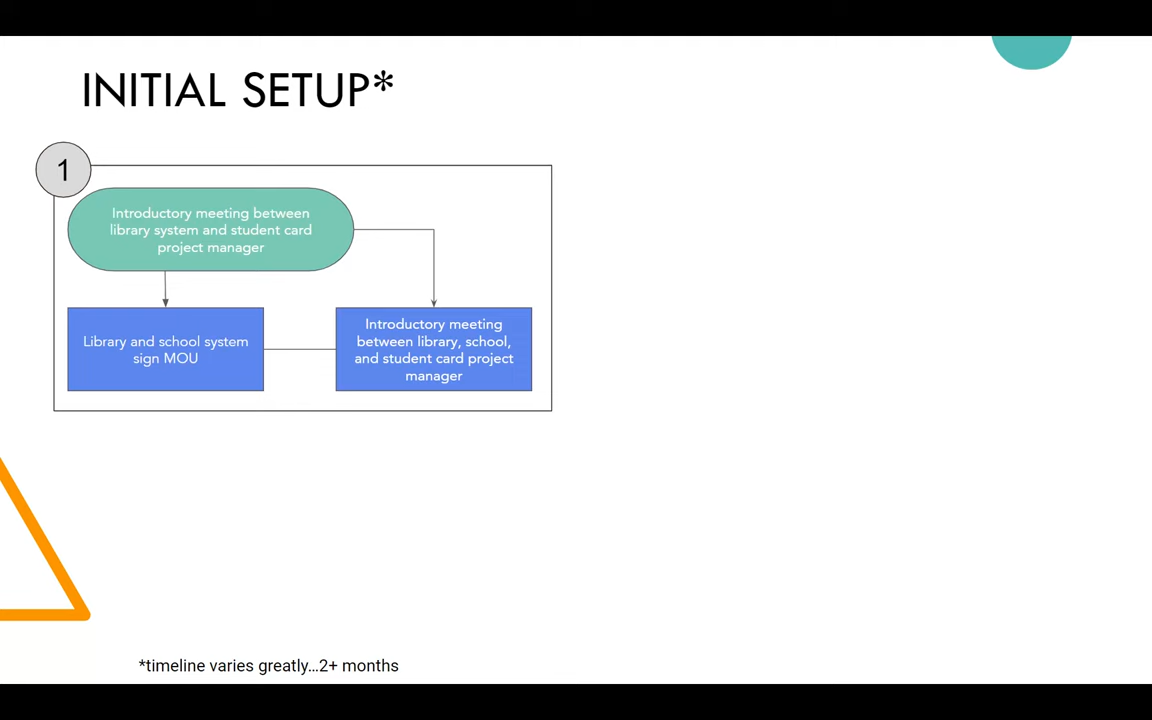 INITIAL SETUP*
1
Introductory meeting between
library system and student card
project manager
Library and school system
sign MOU
Introductory meeting
between library, school,
and student card project
manager
*timeline varies greatly...2+ months